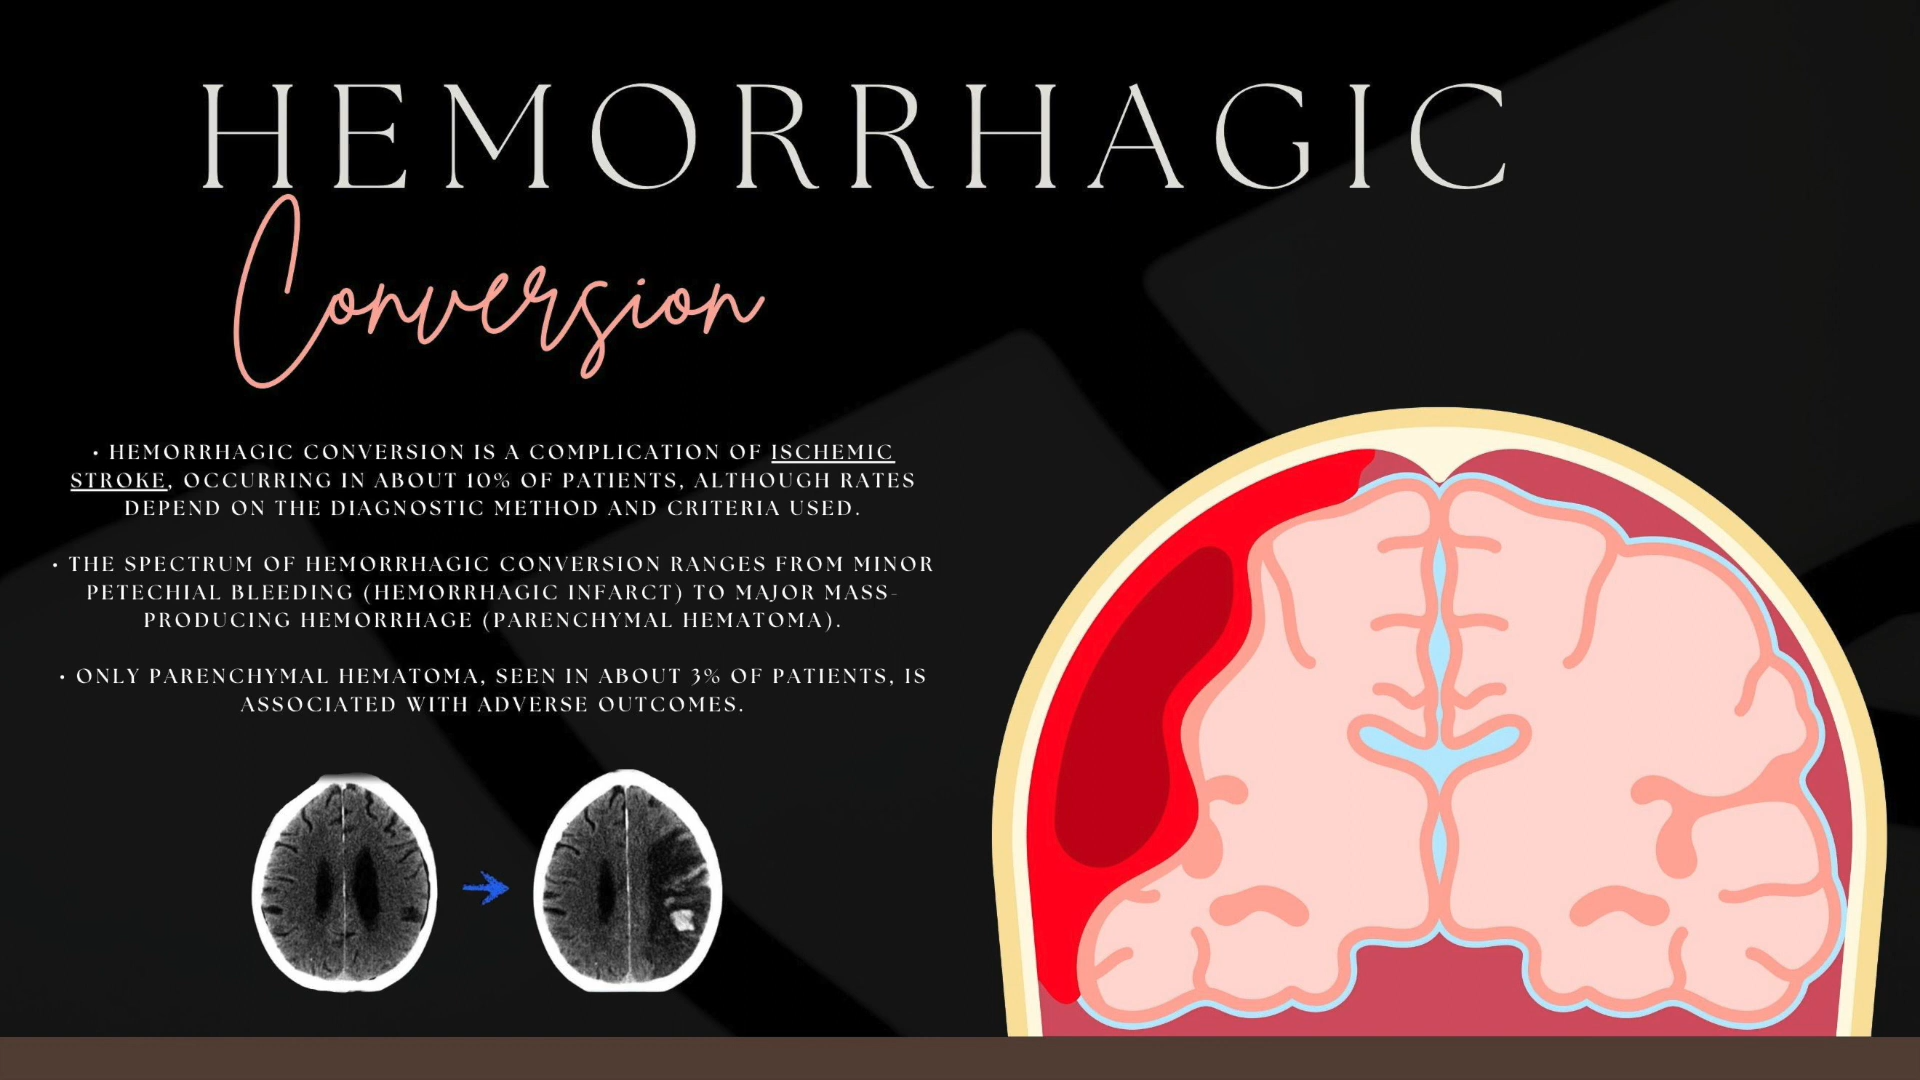 HEMORRHAGIC
Conversion
• HEMORRHAGIC CONVERSION IS A COMPLICATION OF ISCHEMIC
STROKE, OCCURRING IN ABOUT 10% OF PATIENTS, ALTHOUGH RATES
DEPEND ON THE DIAGNOSTIC METHOD AND CRITERIA USED.
• THE SPECTRUM OF HEMORRHAGIC CONVERSION RANGES FROM MINOR
PETECHIAL BLEEDING (HEMORRHAGIC INFARCT) TO MAJOR MASS-
PRODUCING HEMORRHAGE (PARENCHYMAL HEMATOMA).
• ONLY PARENCHYMAL HEMATOMA, SEEN IN ABOUT 3% OF PATIENTS, IS
ASSOCIATED WITH ADVERSE OUTCOMES.